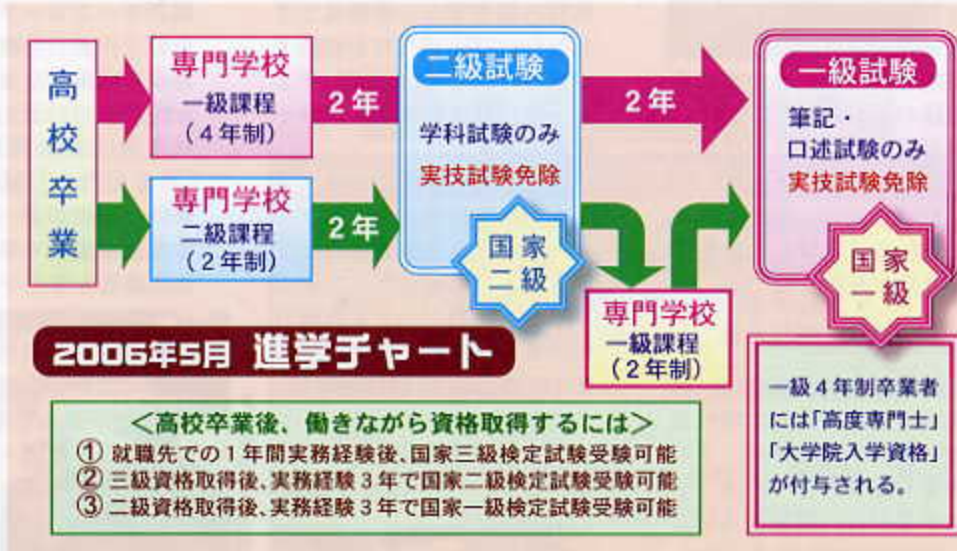 高校卒業
専門学校
一級課程
(4年制)
2年
二級試験
学科試験のみ
実技試験免除
国家
二級
2年
一級試験
筆記・
口述試験のみ
実技試験免除
国家
一級
専門学校
二級課程
(2年制)
2年
専門学校
一級課程
(2年制)
2006年5月 進学チャート
一級4年制卒業者
には「高度専門士」
「大学院入学資格」
が付与される。
<高校卒業後、働きながら資格取得するには>
① 就職先での1年間実務経験後、国家三級検定試験受験可能
② 三級資格取得後、実務経験3年で国家二級検定試験受験可能
③ 二級資格取得後、実務経験3年で国家一級検定試験受験可能